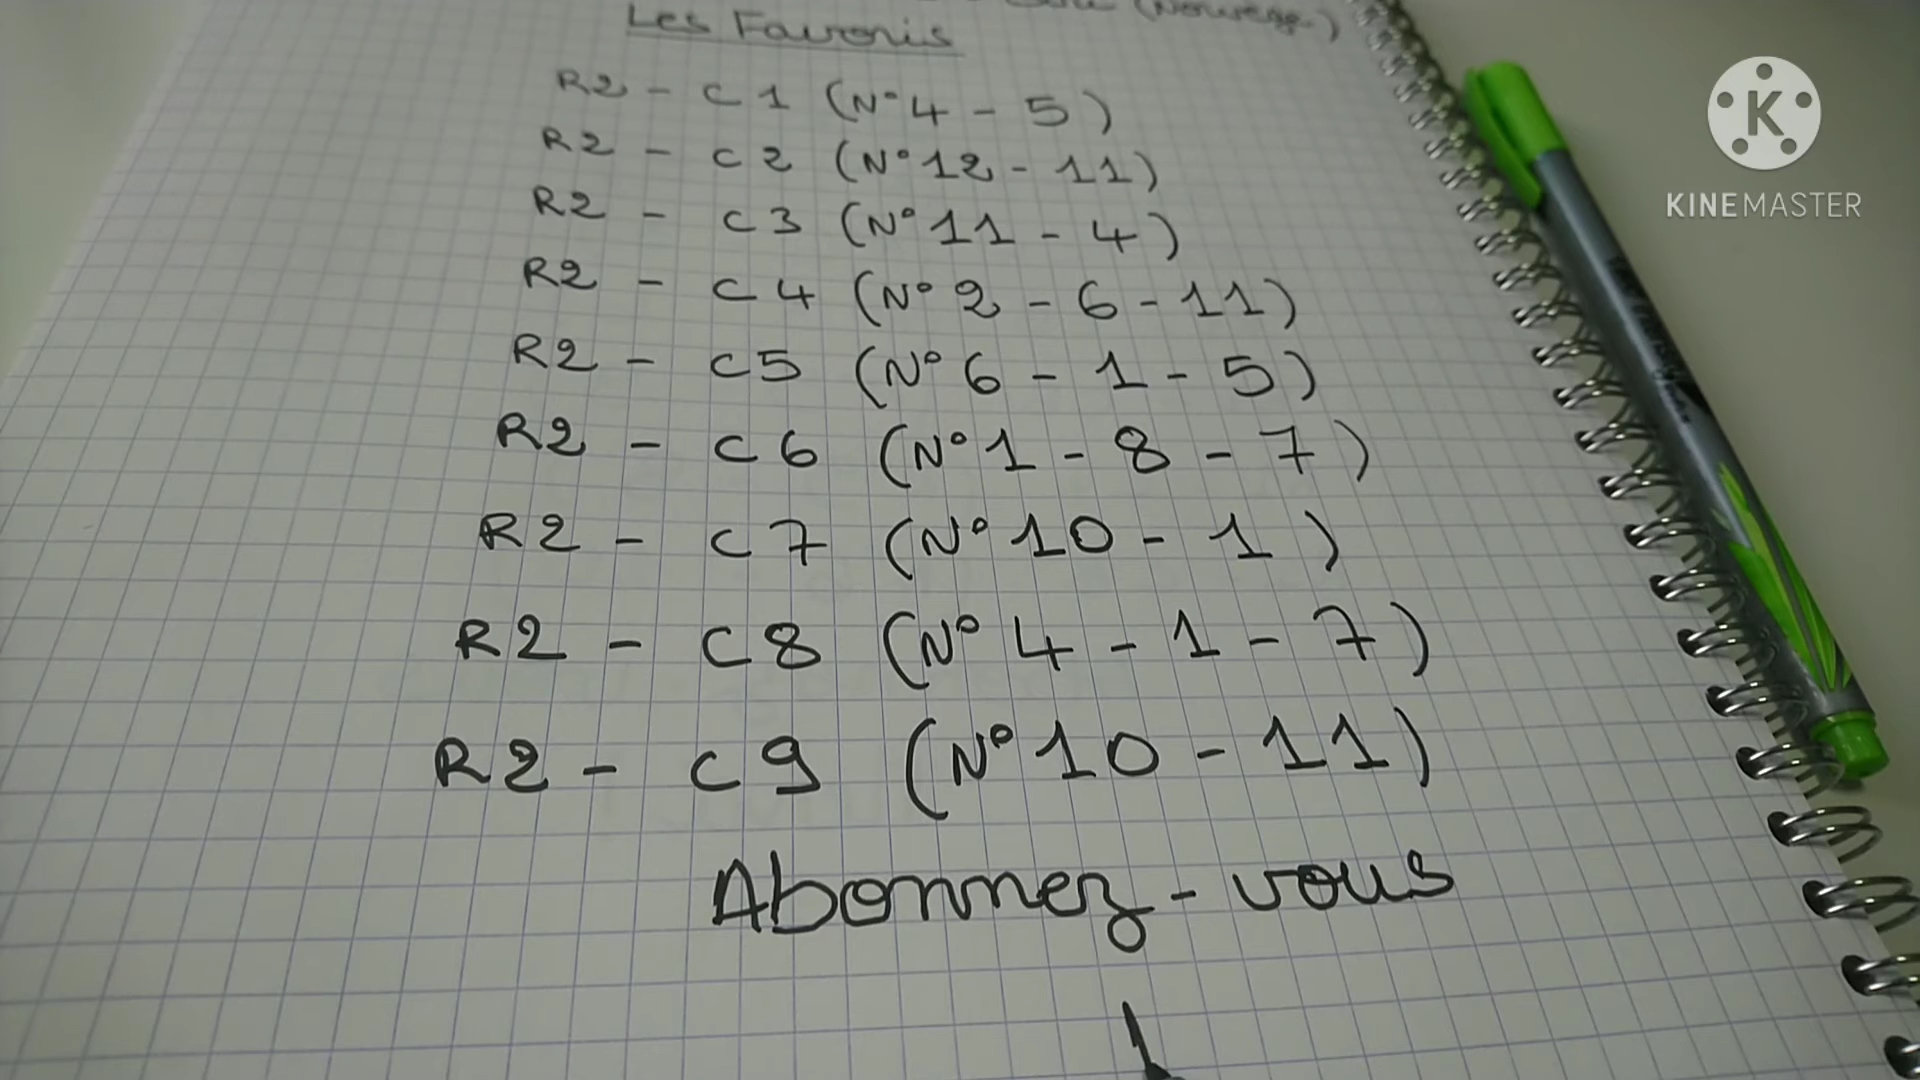 (Norvège)
Les Favoris
R2 - C1 (N°4 - 5)
R2 - C2 (N°12 - 11)
R2 - C3 (N°11 - 4)
R2 - C4 (N°2 - 6 - 11)
R2 - C5 (N°6 - 1 - 5)
R2 - C6 (N°1 - 8 - 7)
R2 - C7 (N°10 - 1)
R2 - C8 (N°4 - 1 - 7)
R2 - C9 (N°10 - 11)
Abonnez-vous
K
KINEMASTER